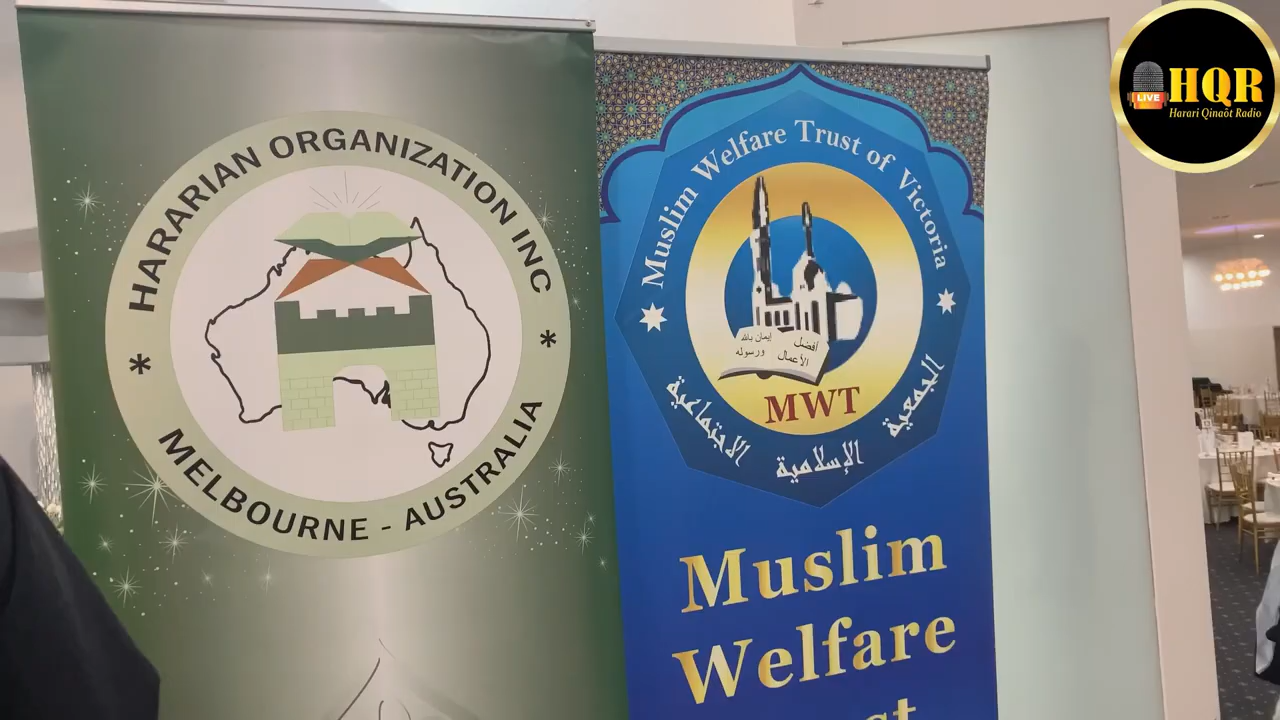 HARARIAN ORGANIZATION INC
MELBOURNE - AUSTRALIA
Muslim Welfare Trust of Victoria
إيمان بالله
ورسوله
أفضل
الأعمال
MWT
الجمعية الإسلامية الاجتماعية
Muslim
Welfare
LIVE
HQR
Harari Qinaôt Radio